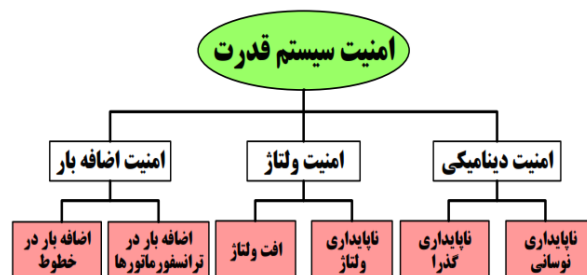 امنیت سیستم قدرت
امنیت دینامیکی
امنیت ولتاژ
امنیت اضافه بار
ناپایداری
نوسانی
ناپایداری
گذرا
ناپایداری
ولتاژ
افت ولتاژ
اضافه بار در
ترانسفورماتورها
اضافه بار در
خطوط